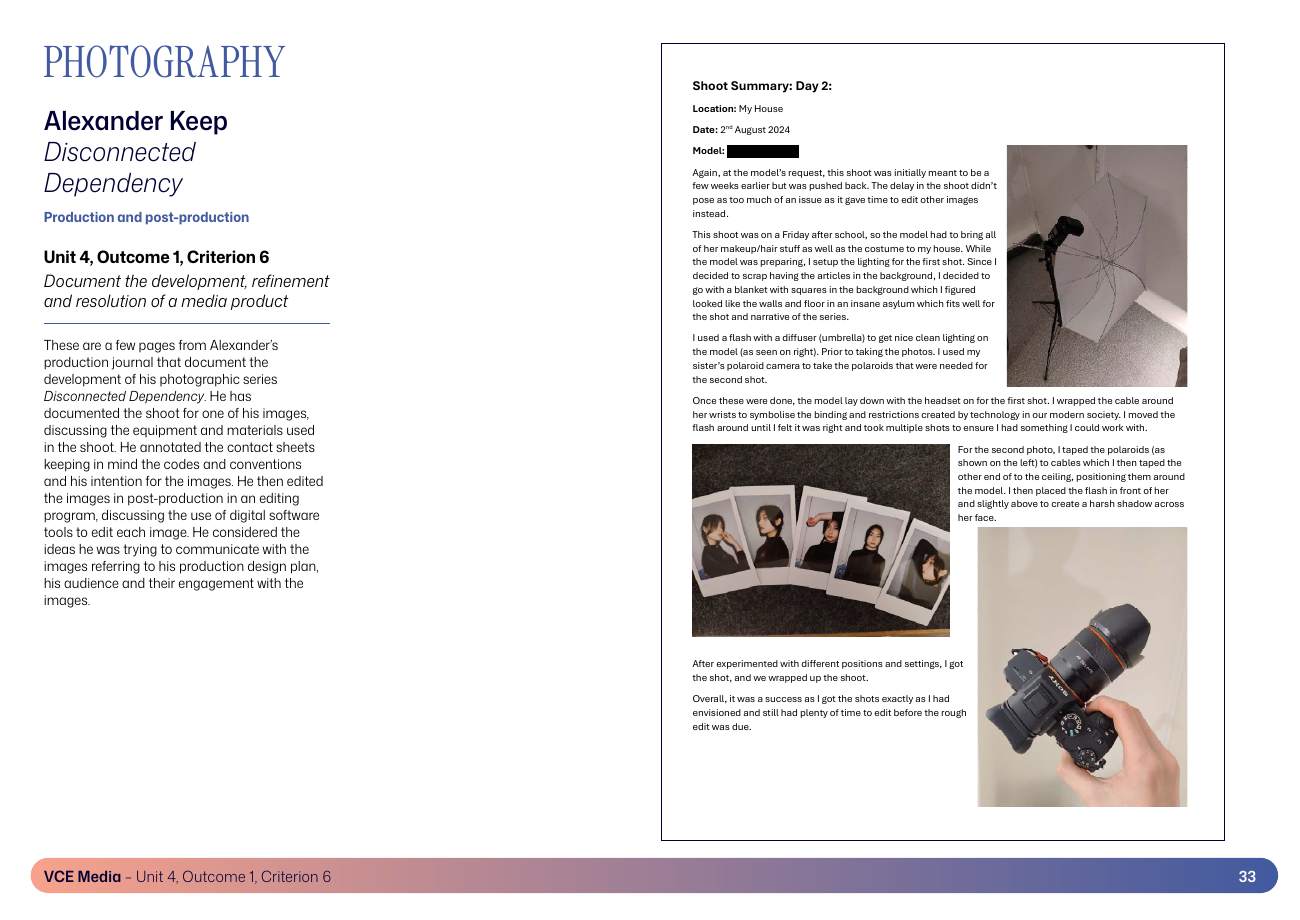 PHOTOGRAPHY
Alexander Keep
Disconnected
Dependency
Production and post-production
Unit 4, Outcome 1, Criterion 6
Document the development, refinement
and resolution of a media product
These are a few pages from Alexander's
production journal that document the
development of his photographic series
Disconnected Dependency. He has
documented the shoot for one of his images,
discussing the equipment and materials used
in the shoot. He annotated the contact sheets
keeping in mind the codes and conventions
and his intention for the images. He then edited
the images in post-production in an editing
program, discussing the use of digital software
tools to edit each image. He considered the
ideas he was trying to communicate with the
images referring to his production design plan,
his audience and their engagement with the
images.
Shoot Summary: Day 2:
Location: My House
Date: 2nd August 2024
Model:
Again, at the model's request, this shoot was initially meant to be a
few weeks earlier but was pushed back. The delay in the shoot didn't
pose as too much of an issue as it gave time to edit other images
instead.
This shoot was on a Friday after school, so the model had to bring all
of her makeup/hair stuff as well as the costume to my house. While
the model was preparing, I setup the lighting for the first shot. Since I
decided to scrap having the articles in the background, I decided to
go with a blanket with squares in the background which I figured
looked like the walls and floor in an insane asylum which fits well for
the shot and narrative of the series.
I used a flash with a diffuser (umbrella) to get nice clean lighting on
the model (as seen on right). Prior to taking the photos. I used my
sister's polaroid camera to take the polaroids that were needed for
the second shot.
Once these were done, the model lay down with the headset on for the first shot. I wrapped the cable around
her wrists to symbolise the binding and restrictions created by technology in our modern society. I moved the
flash around until I felt it was right and took multiple shots to ensure I had something I could work with.
For the second photo, I taped the polaroids (as
shown on the left) to cables which I then taped the
other end of to the ceiling, positioning them around
the model. I then placed the flash in front of her
and slightly above to create a harsh shadow across
her face.
SONY
After experimented with different positions and settings, I got
the shot, and we wrapped up the shoot.
Overall, it was a success as I got the shots exactly as I had
envisioned and still had plenty of time to edit before the rough
edit was due.
VCE Media – Unit 4, Outcome 1, Criterion 6
33